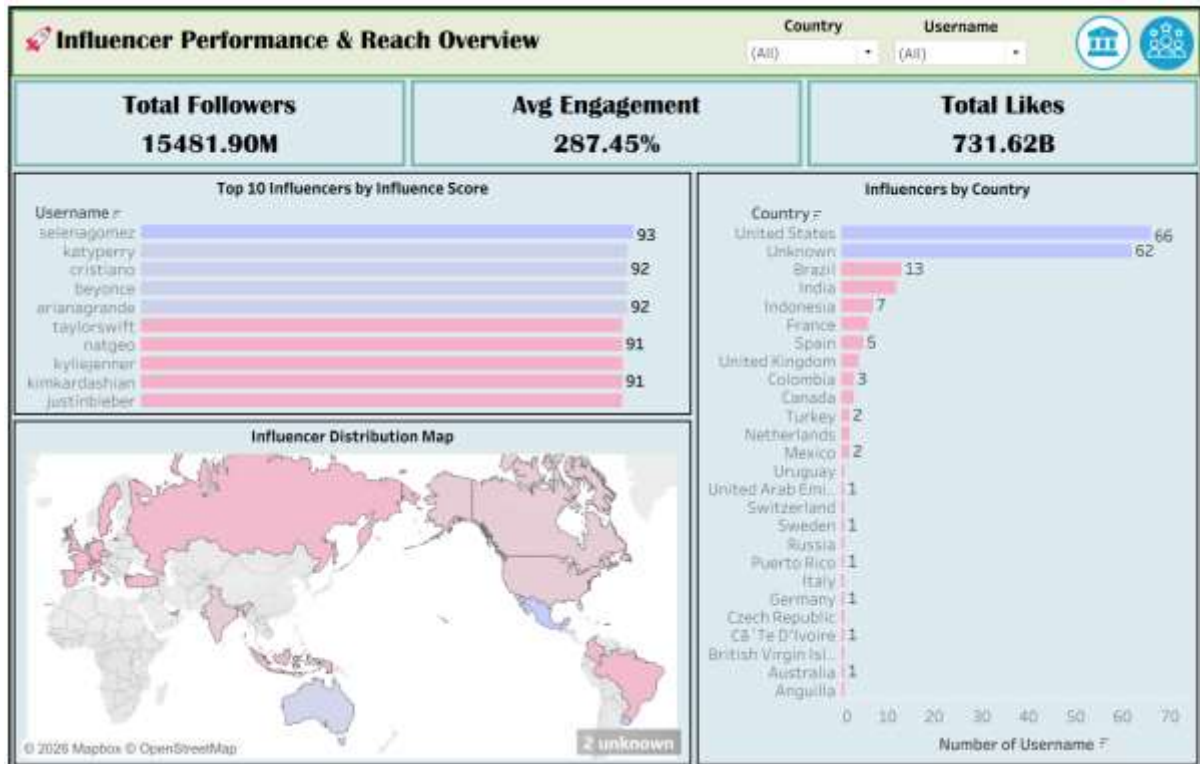 Influencer Performance & Reach Overview
Country
(All)
Username
(All)
Total Followers
15481.90M
Avg Engagement
287.45%
Total Likes
731.62B
Top 10 Influencers by Influence Score
Username
selenagomez 93
katyperry
cristiano 92
beyonce
arianagrande 92
taylorswift
natgeo 91
kyliejenner
kimkardashian 91
justinbieber
Influencer Distribution Map
© 2026 Mapbox © OpenStreetMap
2 unknown
Influencers by Country
Country
United States 66
Unknown 62
Brazil 13
India
Indonesia 7
France
Spain 5
United Kingdom
Colombia 3
Canada
Turkey 2
Netherlands
Mexico 2
Uruguay
United Arab Emi.. 1
Switzerland
Sweden 1
Russia
Puerto Rico 1
Italy
Germany 1
Czech Republic
Cã´Te D'Ivoire 1
British Virgin Isl..
Australia 1
Anguilla
0 10 20 30 40 50 60 70
Number of Username